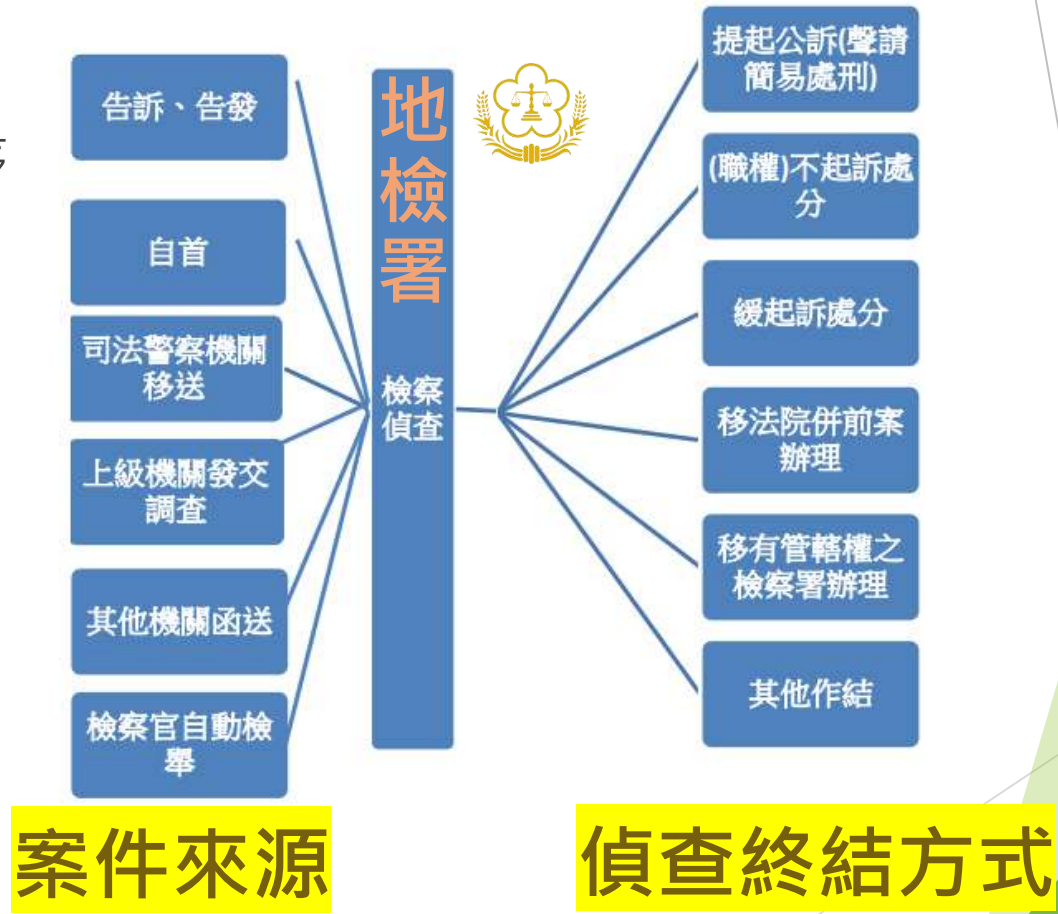 告訴、告發
自首
司法警察機關
移送
上級機關發交
調查
其他機關函送
檢察官自動檢
舉
案件來源
地
檢
署
檢察
偵查
提起公訴(聲請
簡易處刑)
(職權)不起訴處
分
緩起訴處分
移法院併前案
辦理
移有管轄權之
檢察署辦理
其他作結
偵查終結方式